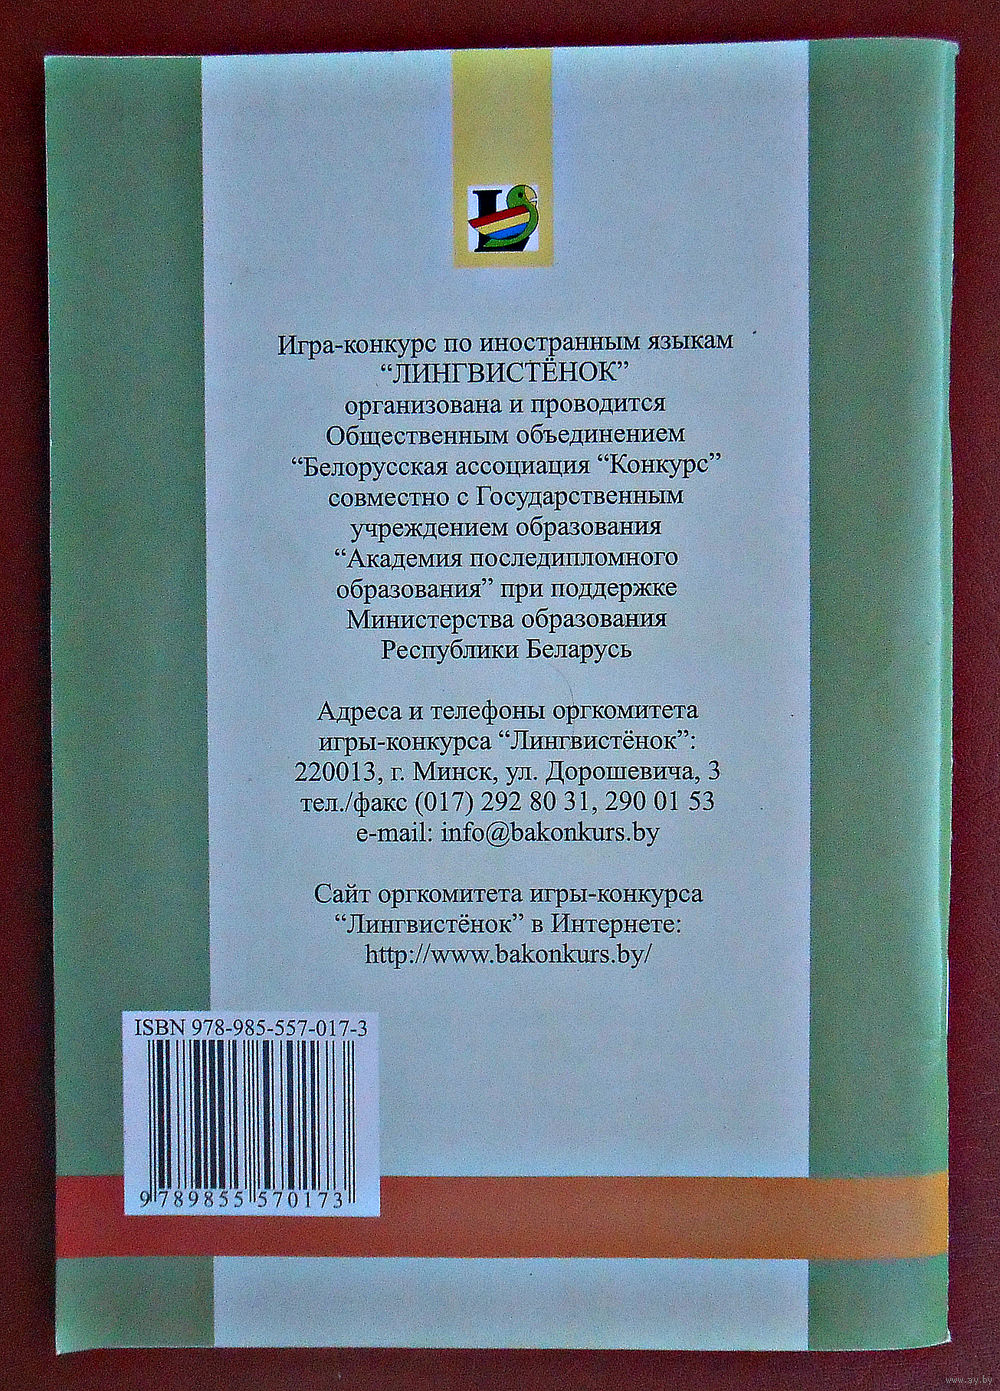 L
Игра-конкурс по иностранным языкам
“ЛИНГВИСТЁНОК”
организована и проводится
Общественным объединением
“Белорусская ассоциация “Конкурс”
совместно с Государственным
учреждением образования
“Академия последипломного
образования” при поддержке
Министерства образования
Республики Беларусь
Адреса и телефоны оргкомитета
игры-конкурса “Лингвистёнок”:
220013, г. Минск, ул. Дорошевича, 3
тел./факс (017) 292 80 31, 290 01 53
e-mail: info@bakonkurs.by
Сайт оргкомитета игры-конкурса
“Лингвистёнок” в Интернете:
http://www.bakonkurs.by/
ISBN 978-985-557-017-3
9 789855 570173
www.ay.by